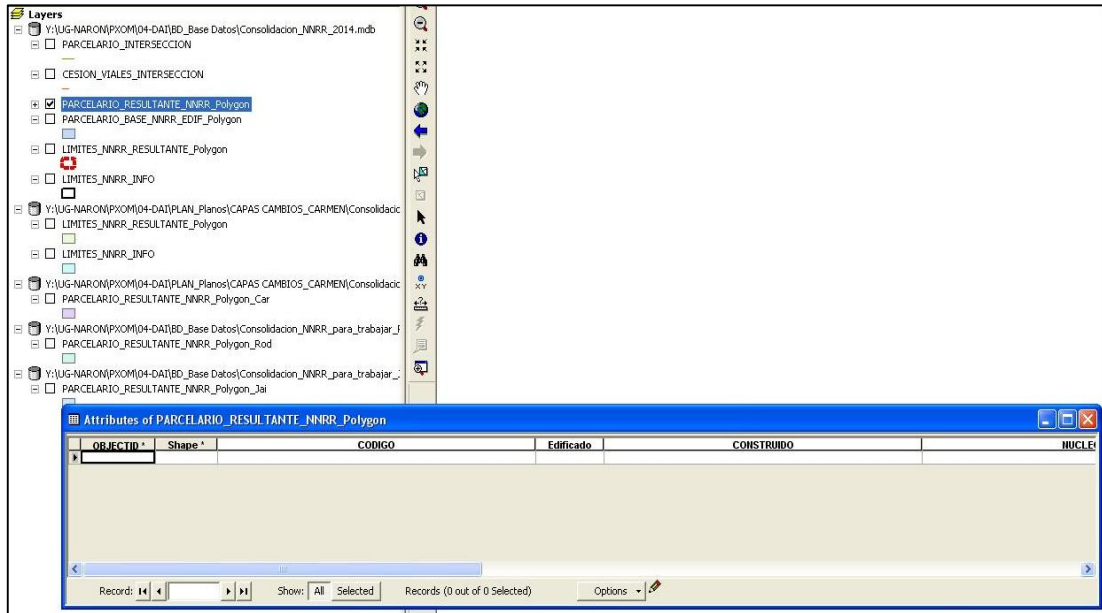 Layers
Y:\UG-NARON\PXOM\04-DAI\BD_Base Datos\Consolidacion_NNRR_2014.mdb
PARCELARIO_INTERSECCION
CESION_VIALES_INTERSECCION
PARCELARIO_RESULTANTE_NNRR_Polygon
PARCELARIO_BASE_NNRR_EDIF_Polygon
LIMITES_NNRR_RESULTANTE_Polygon
LIMITES_NNRR_INFO
Y:\UG-NARON\PXOM\04-DAI\PLAN_Planos\CAPAS CAMBIOS_CARMEN\Consolidacic
LIMITES_NNRR_RESULTANTE_Polygon
LIMITES_NNRR_INFO
Y:\UG-NARON\PXOM\04-DAI\PLAN_Planos\CAPAS CAMBIOS_CARMEN\Consolidacic
PARCELARIO_RESULTANTE_NNRR_Polygon_Car
Y:\UG-NARON\PXOM\04-DAI\BD_Base Datos\Consolidacion_NNRR_para_trabajar_
PARCELARIO_RESULTANTE_NNRR_Polygon_Rod
Y:\UG-NARON\PXOM\04-DAI\BD_Base Datos\Consolidacion_NNRR_para_trabajar_
PARCELARIO_RESULTANTE_NNRR_Polygon_Jai
XY
Attributes of PARCELARIO_RESULTANTE_NNRR_Polygon
OBJECTID * Shape * CODIGO Edificado CONSTRUIDO NUCLE
Record: Show: All Selected Records (0 out of 0 Selected) Options